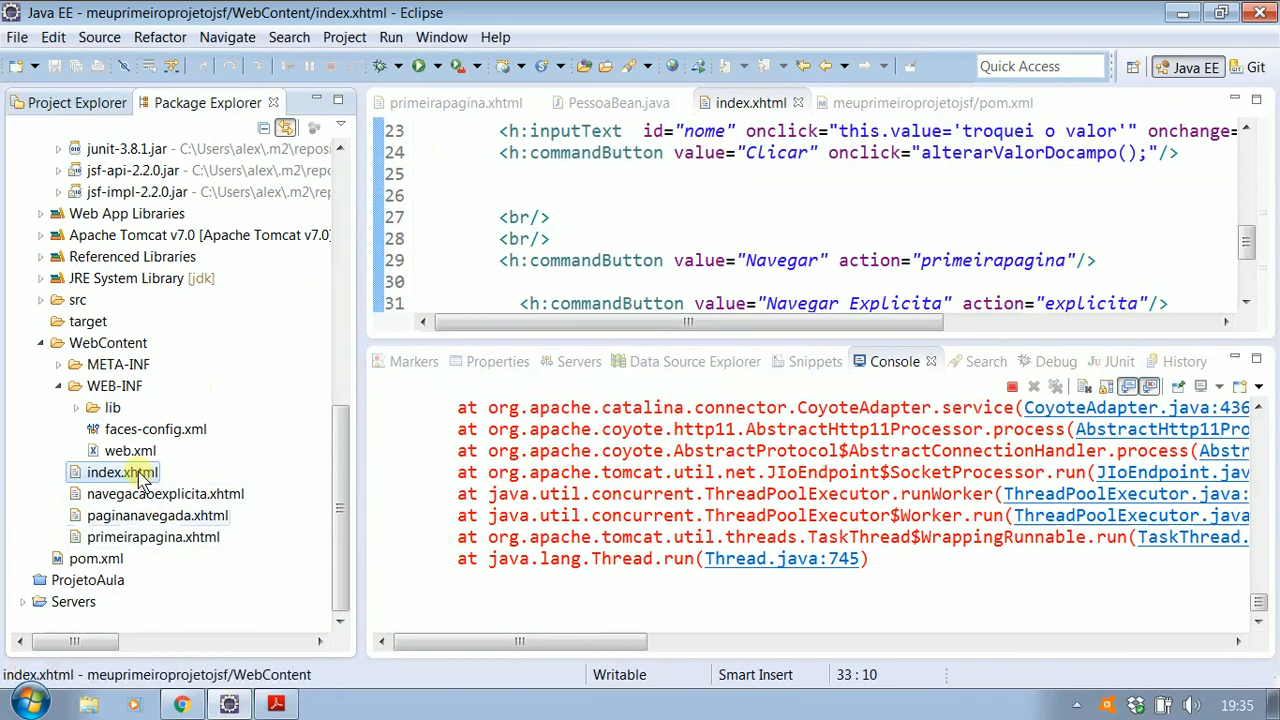 Java EE - meuprimeiroprojetojsf/WebContent/index.xhtml - Eclipse
File Edit Source Refactor Navigate Search Project Run Window Help
Quick Access
Java EE
Git
Project Explorer
Package Explorer
junit-3.8.1.jar - C:\Users\alex\.m2\repos
jsf-api-2.2.0.jar - C:\Users\alex\.m2\rep
jsf-impl-2.2.0.jar - C:\Users\alex\.m2\re
Web App Libraries
Apache Tomcat v7.0 [Apache Tomcat v7.0]
Referenced Libraries
JRE System Library [jdk]
src
target
WebContent
META-INF
WEB-INF
lib
faces-config.xml
web.xml
index.xhtml
navegacaoexplicita.xhtml
paginanavegada.xhtml
primeirapagina.xhtml
pom.xml
ProjetoAula
Servers
primeirapagina.xhtml
PessoaBean.java
index.xhtml
meuprimeiroprojetojsf/pom.xml
23 <h:inputText id="nome" onclick="this.value='troquei o valor'" onchange=
24 <h:commandButton value="Clicar" onclick="alterarValorDocampo();"/>
25
26
27 <br/>
28 <br/>
29 <h:commandButton value="Navegar" action="primeirapagina"/>
30
31 <h:commandButton value="Navegar Explicita" action="explicita"/>
Markers Properties Servers Data Source Explorer Snippets Console Search Debug JUnit History
at org.apache.catalina.connector.CoyoteAdapter.service(CoyoteAdapter.java:436
at org.apache.coyote.http11.AbstractHttp11Processor.process(AbstractHttp11Pro
at org.apache.coyote.AbstractProtocol$AbstractConnectionHandler.process(Abst
at org.apache.tomcat.util.net.JIoEndpoint$SocketProcessor.run(JIoEndpoint.jav
at java.util.concurrent.ThreadPoolExecutor.runWorker(ThreadPoolExecutor.java:
at java.util.concurrent.ThreadPoolExecutor$Worker.run(ThreadPoolExecutor.java
at org.apache.tomcat.util.threads.TaskThread$WrappingRunnable.run(TaskThread.
at java.lang.Thread.run(Thread.java:745)
index.xhtml - meuprimeiroprojetojsf/WebContent
Writable
Smart Insert
33 : 10
19:35